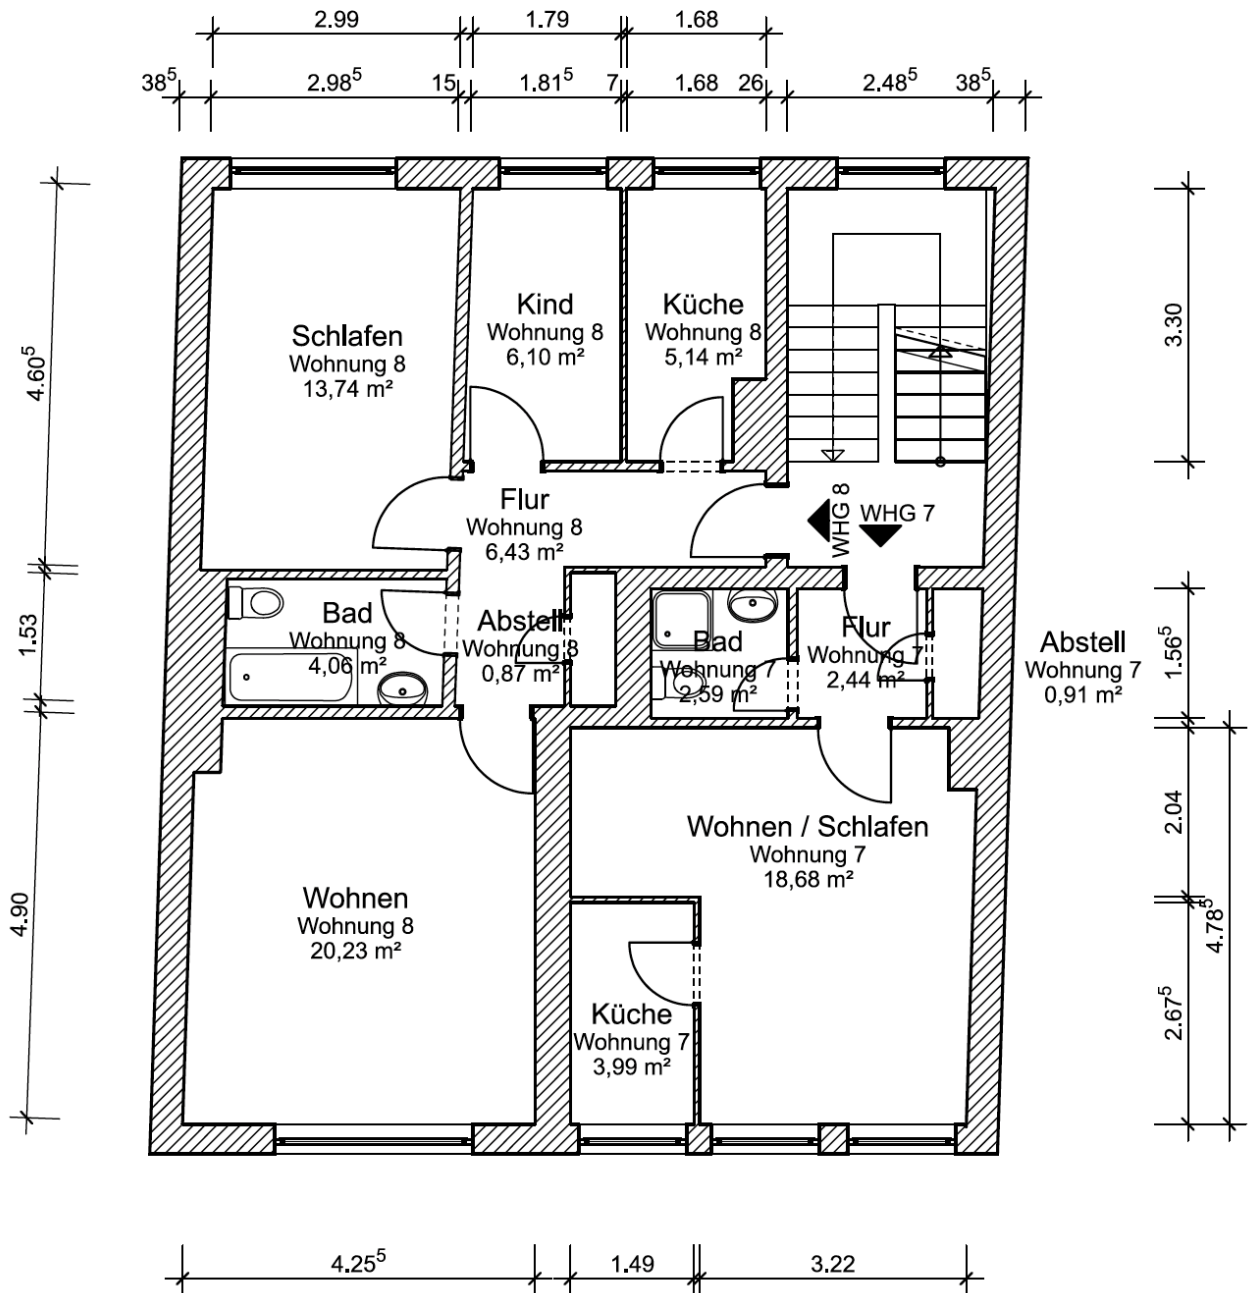 2.99
1.79
1.68
38⁵
2.98⁵
15
1.81⁵
7
1.68
26
2.48⁵
38⁵
4.60⁵
1.53
4.90
3.30
1.56⁵
2.04
4.78⁵
2.67⁵
Schlafen
Wohnung 8
13,74 m²
Kind
Wohnung 8
6,10 m²
Küche
Wohnung 8
5,14 m²
Flur
Wohnung 8
6,43 m²
WHG 8
WHG 7
Bad
Wohnung 8
4,06 m²
Abstell
Wohnung 8
0,87 m²
Bad
Wohnung 7
2,59 m²
Flur
Wohnung 7
2,44 m²
Abstell
Wohnung 7
0,91 m²
Wohnen / Schlafen
Wohnung 7
18,68 m²
Wohnen
Wohnung 8
20,23 m²
Küche
Wohnung 7
3,99 m²
4.25⁵
1.49
3.22